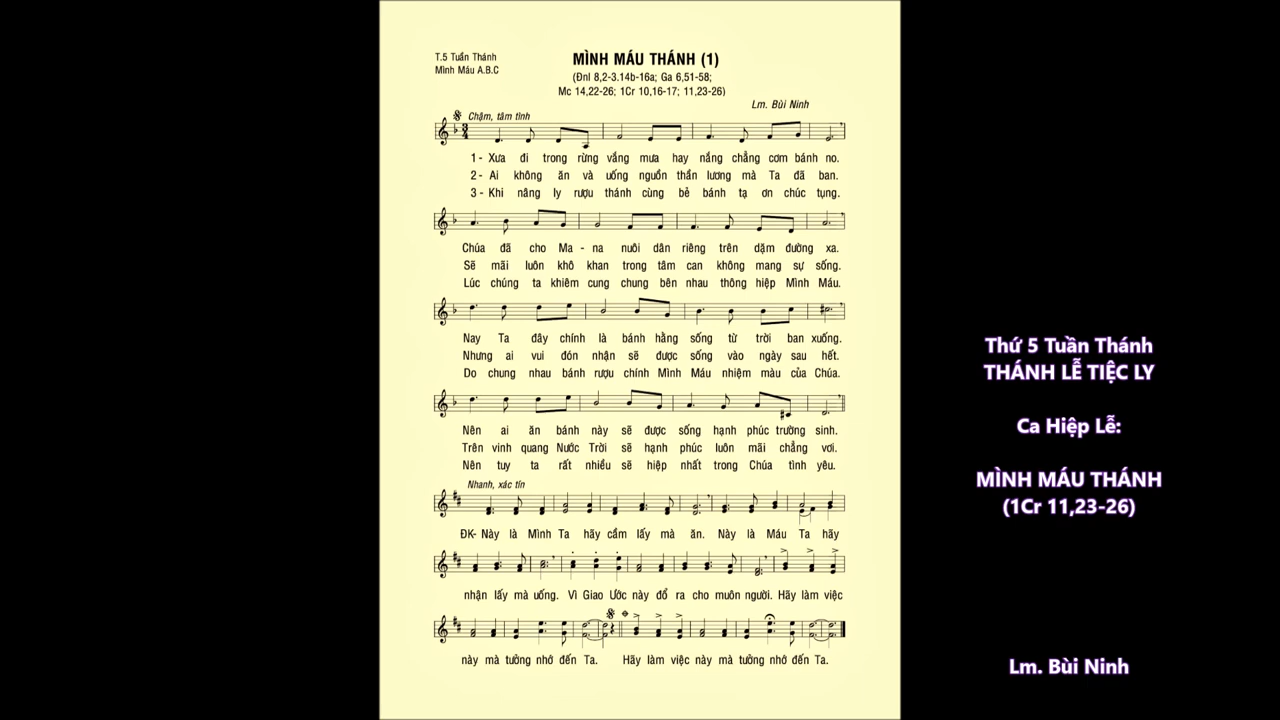 T.5 Tuần Thánh
Mình Máu A.B.C
MÌNH MÁU THÁNH (1)
(Đnl 8,2-3.14b-16a; Ga 6,51-58;
Mc 14,22-26; 1Cr 10,16-17; 11,23-26)
Lm. Bùi Ninh
Chậm, tâm tình
1- Xưa đi trong rừng vắng mưa hay nắng chẳng cơm bánh no.
2- Ai không ăn và uống nguồn thần lương mà Ta đã ban.
3- Khi nâng ly rượu thánh cùng bẻ bánh tạ ơn chúc tụng.
Chúa đã cho Ma - na nuôi dân riêng trên dặm đường xa.
Sẽ mãi luôn khô khan trong tâm can không mang sự sống.
Lúc chúng ta khiêm cung chung bên nhau thông hiệp Mình Máu.
Nay Ta đây chính là bánh hằng sống từ trời ban xuống.
Nhưng ai vui đón nhận sẽ được sống vào ngày sau hết.
Do chung nhau bánh rượu chính Mình Máu nhiệm màu của Chúa.
Nên ai ăn bánh này sẽ được sống hạnh phúc trường sinh.
Trên vinh quang Nước Trời sẽ hạnh phúc luôn mãi chẳng vơi.
Nên tuy ta rất nhiều sẽ hiệp nhất trong Chúa tình yêu.
Nhanh, xác tín
ĐK- Này là Mình Ta hãy cầm lấy mà ăn. Này là Máu Ta hãy
nhận lấy mà uống. Vì Giao Ước này đổ ra cho muôn người. Hãy làm việc
này mà tưởng nhớ đến Ta. Hãy làm việc này mà tưởng nhớ đến Ta.
Thứ 5 Tuần Thánh
THÁNH LỄ TIỆC LY
Ca Hiệp Lễ:
MÌNH MÁU THÁNH
(1Cr 11,23-26)
Lm. Bùi Ninh